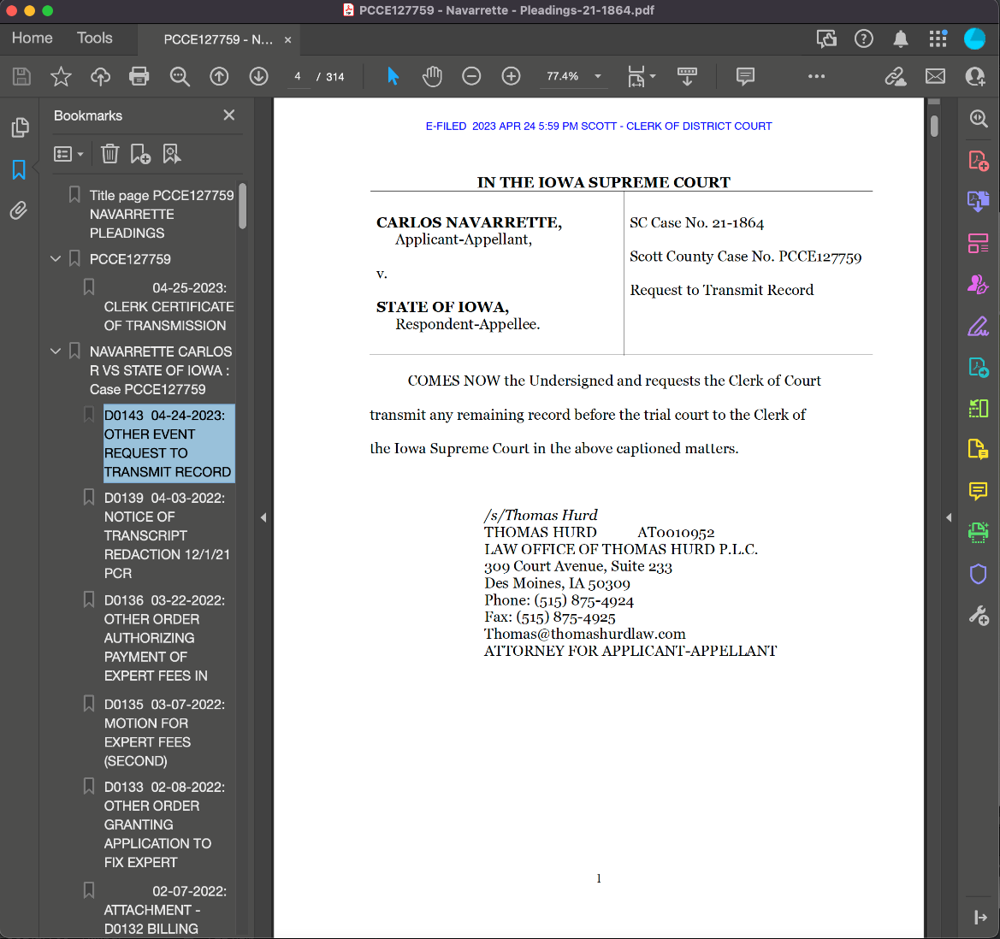 PCCE127759 - Navarrette - Pleadings-21-1864.pdf
Home Tools PCCE127759 - N... ×
4 / 314 77.4%
Bookmarks
Title page PCCE127759
NAVARRETTE
PLEADINGS
PCCE127759
04-25-2023:
CLERK CERTIFICATE
OF TRANSMISSION
NAVARRETTE CARLOS
R VS STATE OF IOWA :
Case PCCE127759
D0143 04-24-2023:
OTHER EVENT
REQUEST TO
TRANSMIT RECORD
D0139 04-03-2022:
NOTICE OF
TRANSCRIPT
REDACTION 12/1/21
PCR
D0136 03-22-2022:
OTHER ORDER
AUTHORIZING
PAYMENT OF
EXPERT FEES IN
D0135 03-07-2022:
MOTION FOR
EXPERT FEES
(SECOND)
D0133 02-08-2022:
OTHER ORDER
GRANTING
APPLICATION TO
FIX EXPERT
02-07-2022:
ATTACHMENT -
D0132 BILLING
E-FILED 2023 APR 24 5:59 PM SCOTT - CLERK OF DISTRICT COURT
IN THE IOWA SUPREME COURT
CARLOS NAVARRETTE,
Applicant-Appellant,
v.
STATE OF IOWA,
Respondent-Appellee.
SC Case No. 21-1864
Scott County Case No. PCCE127759
Request to Transmit Record
COMES NOW the Undersigned and requests the Clerk of Court
transmit any remaining record before the trial court to the Clerk of
the Iowa Supreme Court in the above captioned matters.
/s/Thomas Hurd
THOMAS HURD AT0010952
LAW OFFICE OF THOMAS HURD P.L.C.
309 Court Avenue, Suite 233
Des Moines, IA 50309
Phone: (515) 875-4924
Fax: (515) 875-4925
Thomas@thomashurdlaw.com
ATTORNEY FOR APPLICANT-APPELLANT
1